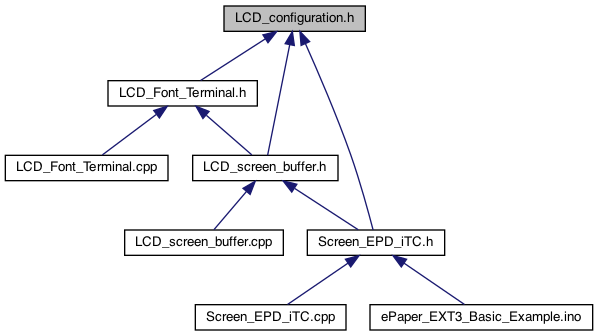 LCD_configuration.h
LCD_Font_Terminal.h
LCD_Font_Terminal.cpp
LCD_screen_buffer.h
LCD_screen_buffer.cpp
Screen_EPD_iTC.h
Screen_EPD_iTC.cpp
ePaper_EXT3_Basic_Example.ino